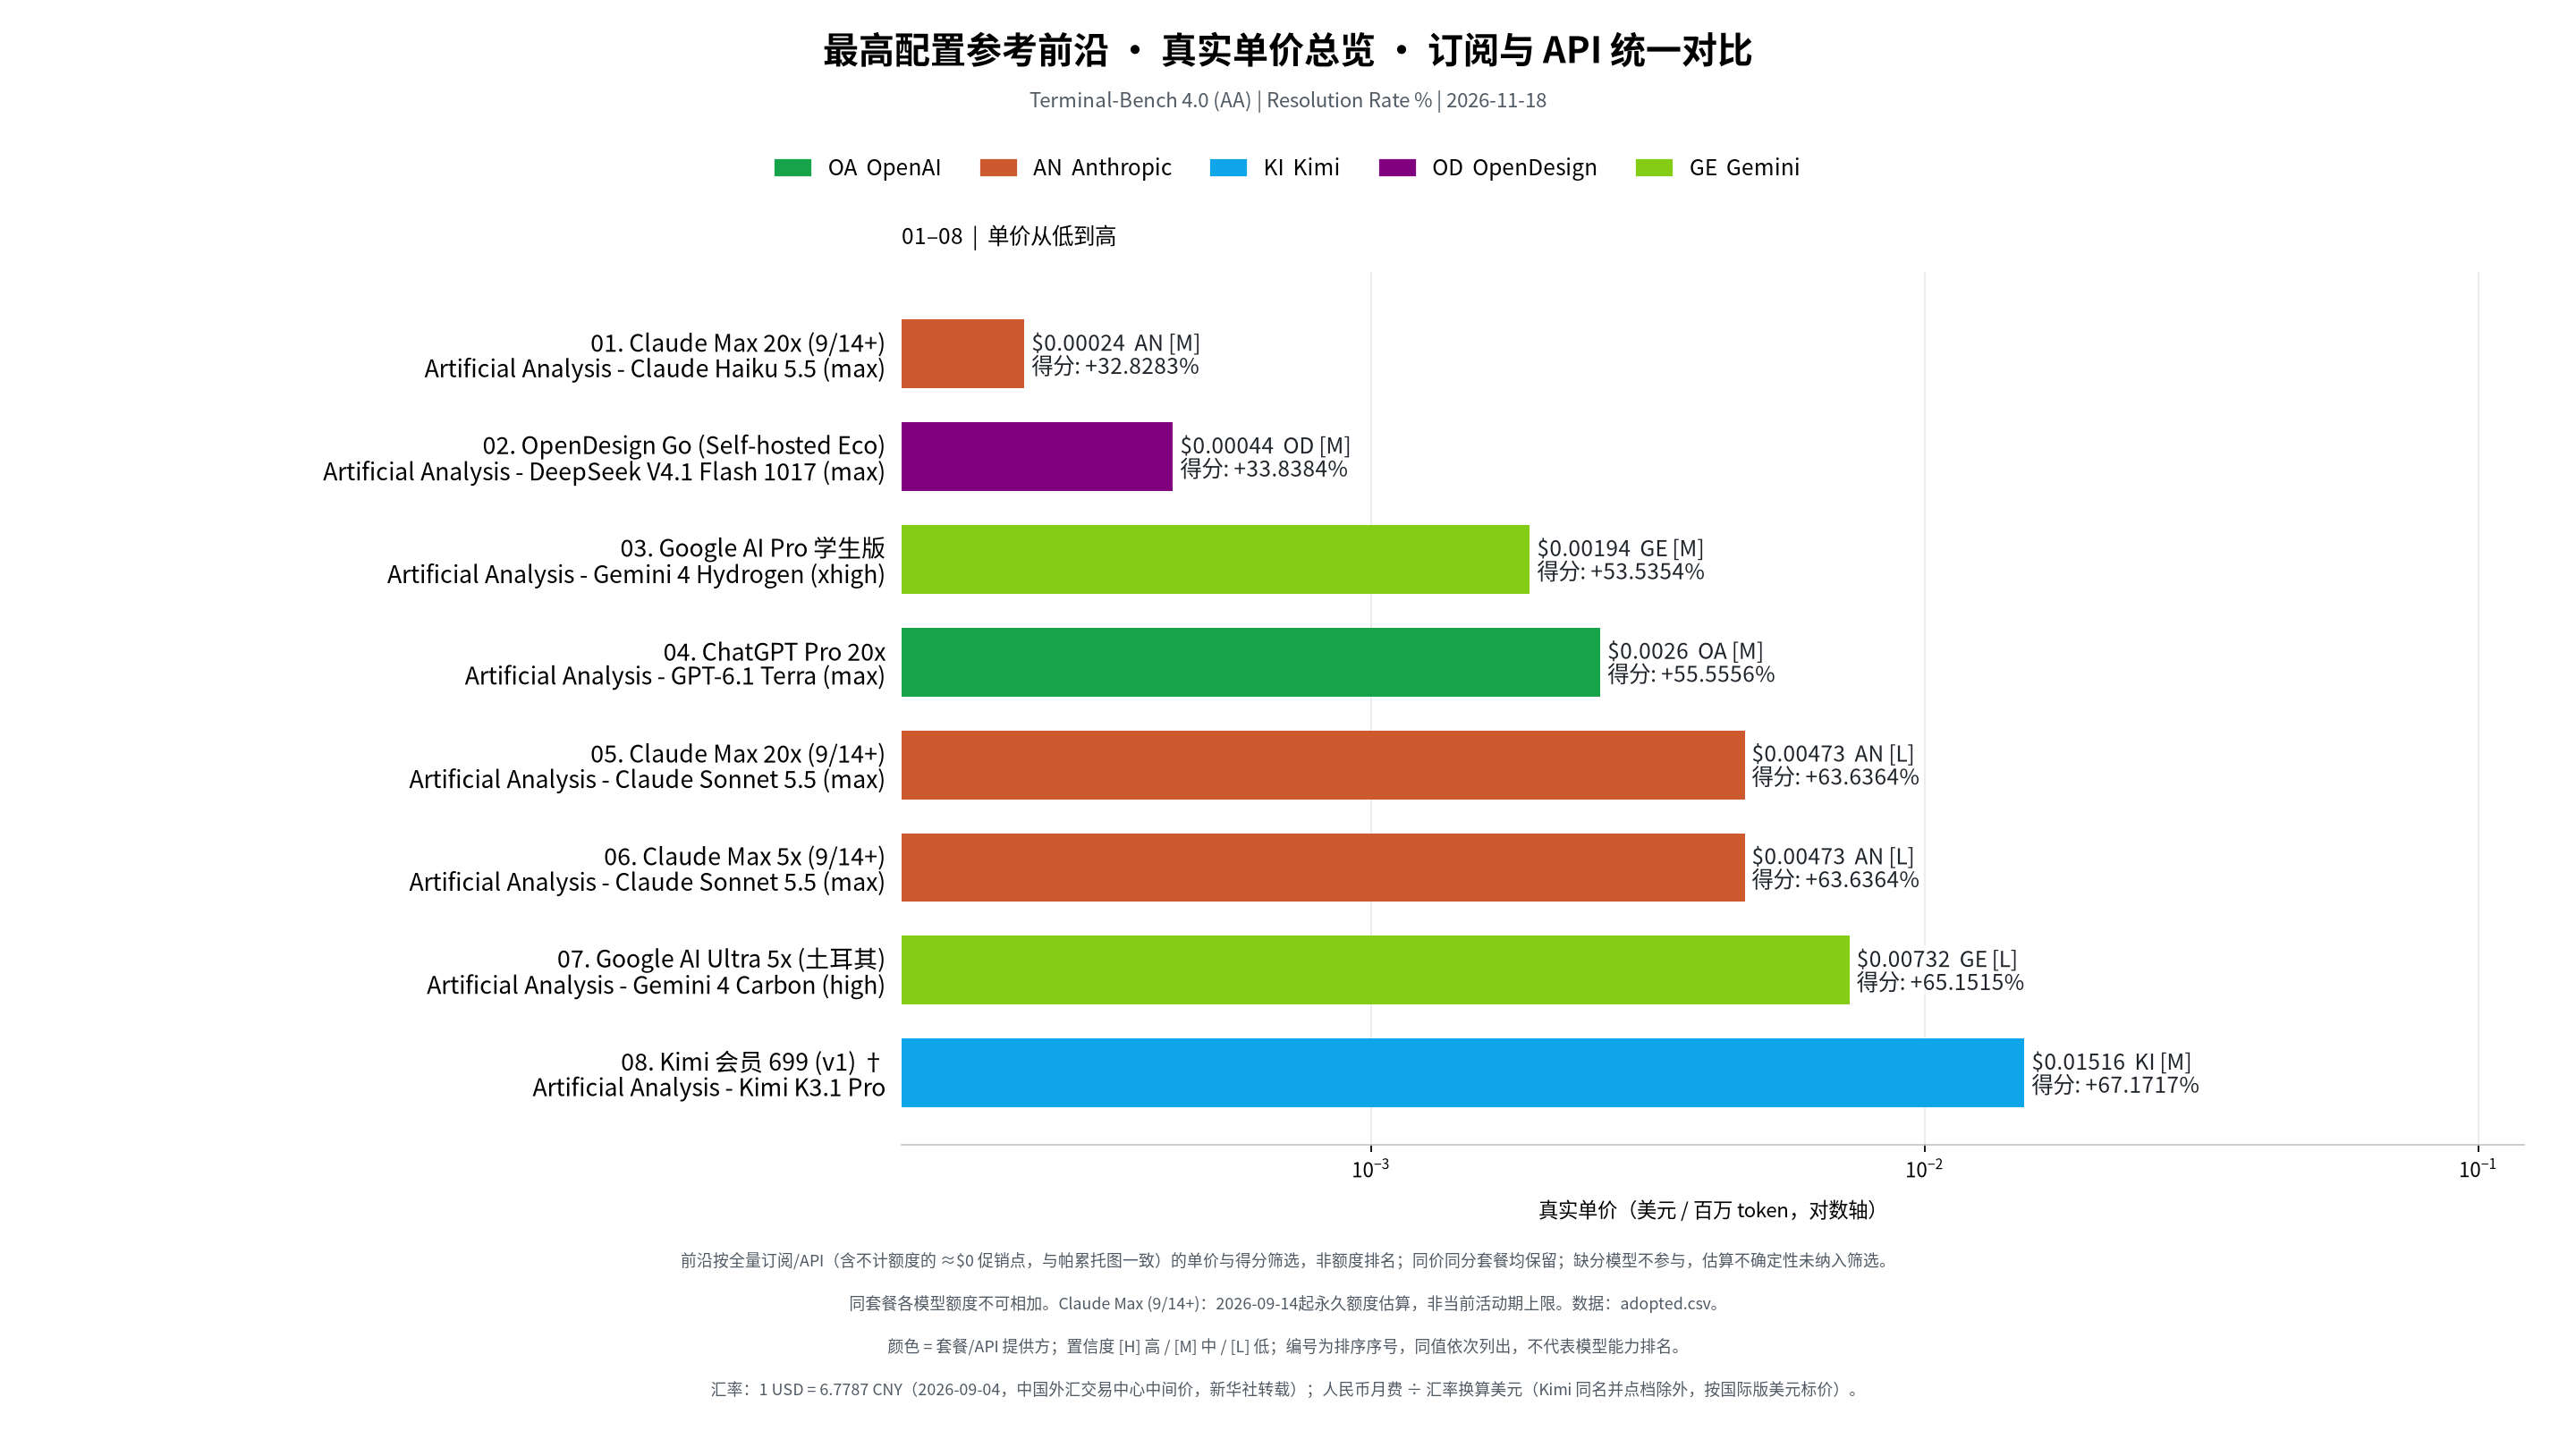 最高配置参考前沿 · 真实单价总览 · 订阅与 API 统一对比
Terminal-Bench 4.0 (AA) | Resolution Rate % | 2026-11-18
OA OpenAI AN Anthropic KI Kimi OD OpenDesign GE Gemini
01–08 | 单价从低到高
01. Claude Max 20x (9/14+)
Artificial Analysis - Claude Haiku 5.5 (max)
$0.00024 AN [M]
得分: +32.8283%
02. OpenDesign Go (Self-hosted Eco)
Artificial Analysis - DeepSeek V4.1 Flash 1017 (max)
$0.00044 OD [M]
得分: +33.8384%
03. Google AI Pro 学生版
Artificial Analysis - Gemini 4 Hydrogen (xhigh)
$0.00194 GE [M]
得分: +53.5354%
04. ChatGPT Pro 20x
Artificial Analysis - GPT-6.1 Terra (max)
$0.0026 OA [M]
得分: +55.5556%
05. Claude Max 20x (9/14+)
Artificial Analysis - Claude Sonnet 5.5 (max)
$0.00473 AN [L]
得分: +63.6364%
06. Claude Max 5x (9/14+)
Artificial Analysis - Claude Sonnet 5.5 (max)
$0.00473 AN [L]
得分: +63.6364%
07. Google AI Ultra 5x (土耳其)
Artificial Analysis - Gemini 4 Carbon (high)
$0.00732 GE [L]
得分: +65.1515%
08. Kimi 会员 699 (v1) †
Artificial Analysis - Kimi K3.1 Pro
$0.01516 KI [M]
得分: +67.1717%
10⁻³ 10⁻² 10⁻¹
真实单价（美元 / 百万 token，对数轴）
前沿按全量订阅/API（含不计额度的 ≈$0 促销点，与帕累托图一致）的单价与得分筛选，非额度排名；同价同分套餐均保留；缺分模型不参与，估算不确定性未纳入筛选。
同套餐各模型额度不可相加。Claude Max (9/14+)：2026-09-14起永久额度估算，非当前活动期上限。数据：adopted.csv。
颜色 = 套餐/API 提供方；置信度 [H] 高 / [M] 中 / [L] 低；编号为排序序号，同值依次列出，不代表模型能力排名。
汇率：1 USD = 6.7787 CNY（2026-09-04，中国外汇交易中心中间价，新华社转载）；人民币月费 ÷ 汇率换算美元（Kimi 同名并点档除外，按国际版美元标价）。